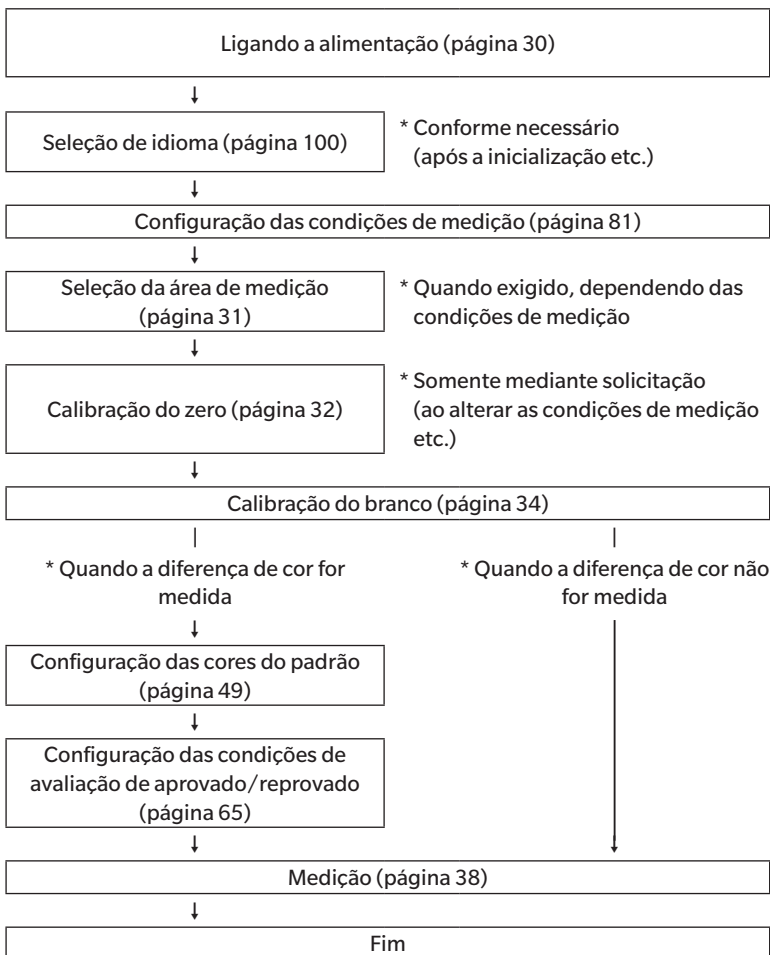 Ligando a alimentação (página 30)
Seleção de idioma (página 100)
* Conforme necessário
(após a inicialização etc.)
Configuração das condições de medição (página 81)
Seleção da área de medição
(página 31)
* Quando exigido, dependendo das
condições de medição
Calibração do zero (página 32)
* Somente mediante solicitação
(ao alterar as condições de medição
etc.)
Calibração do branco (página 34)
* Quando a diferença de cor for
medida
* Quando a diferença de cor não
for medida
Configuração das cores do padrão
(página 49)
Configuração das condições de
avaliação de aprovado/reprovado
(página 65)
Medição (página 38)
Fim